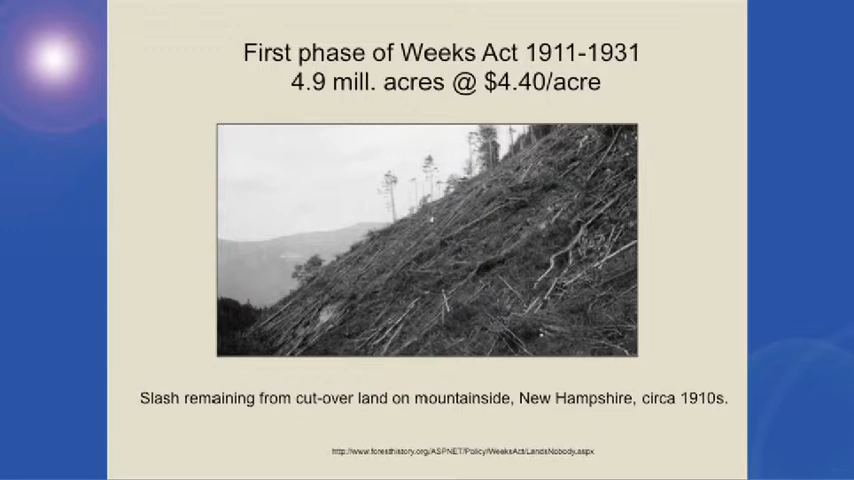 First phase of Weeks Act 1911-1931
4.9 mill. acres @ $4.40/acre
Slash remaining from cut-over land on mountainside, New Hampshire, circa 1910s.
http://www.foresthistory.org/ASPNET/Policy/WeeksAct/LandsNobody.aspx